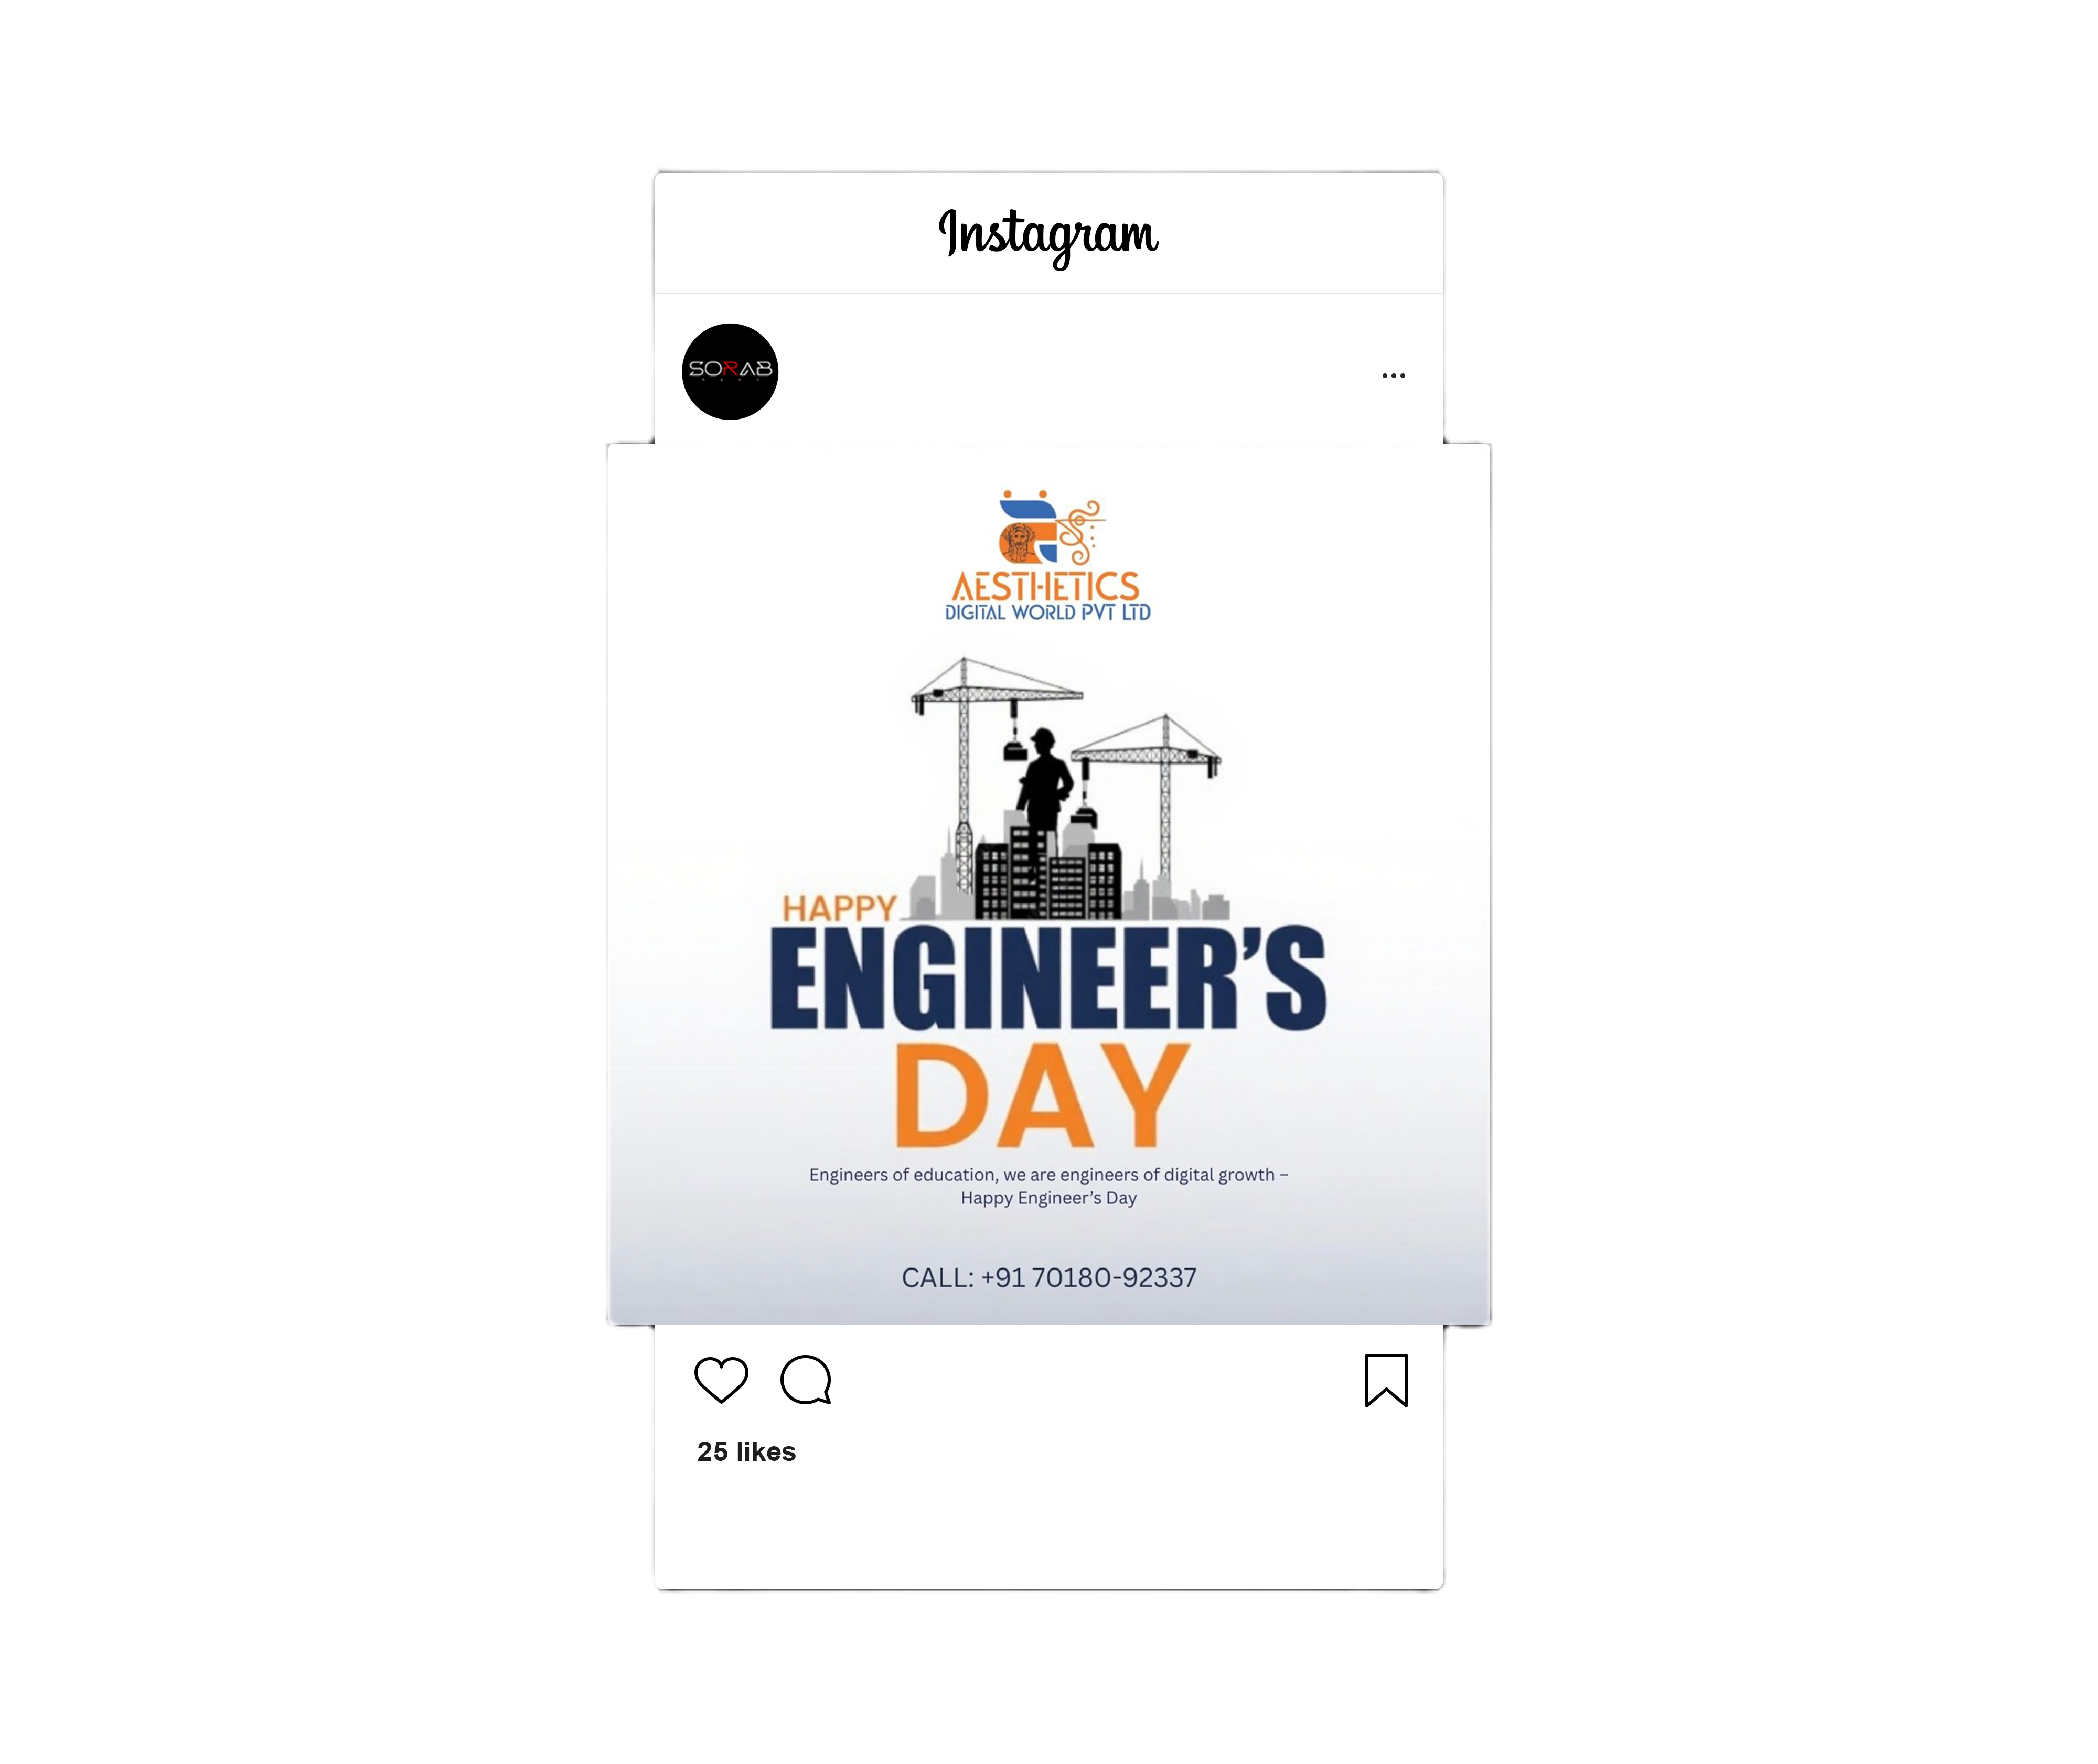 Instagram
SORAB
AESTHETICS
DIGITAL WORLD PVT LTD
HAPPY
ENGINEER'S
DAY
Engineers of education, we are engineers of digital growth –
Happy Engineer's Day
CALL: +91 70180-92337
25 likes